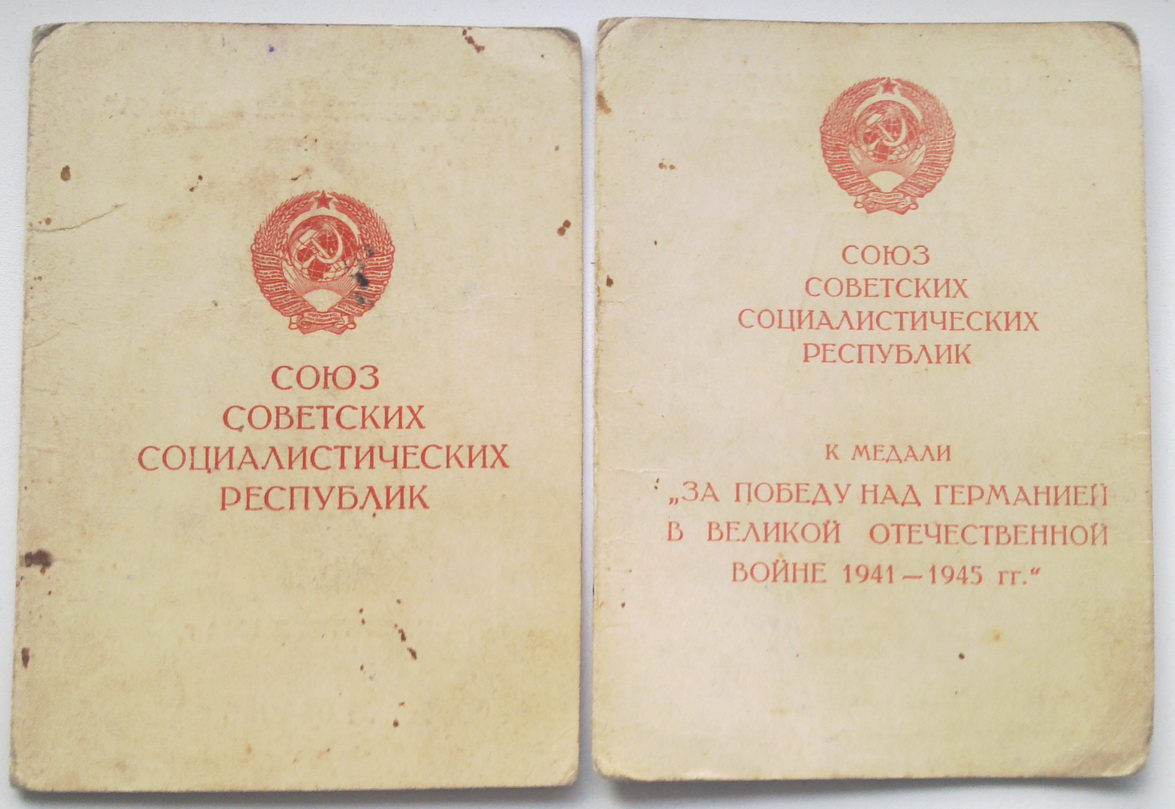 СОЮЗ
СОВЕТСКИХ
СОЦИАЛИСТИЧЕСКИХ
РЕСПУБЛИК
СОЮЗ
СОВЕТСКИХ
СОЦИАЛИСТИЧЕСКИХ
РЕСПУБЛИК
К МЕДАЛИ
„ЗА ПОБЕДУ НАД ГЕРМАНИЕЙ
В ВЕЛИКОЙ ОТЕЧЕСТВЕННОЙ
ВОЙНЕ 1941—1945 гг.“